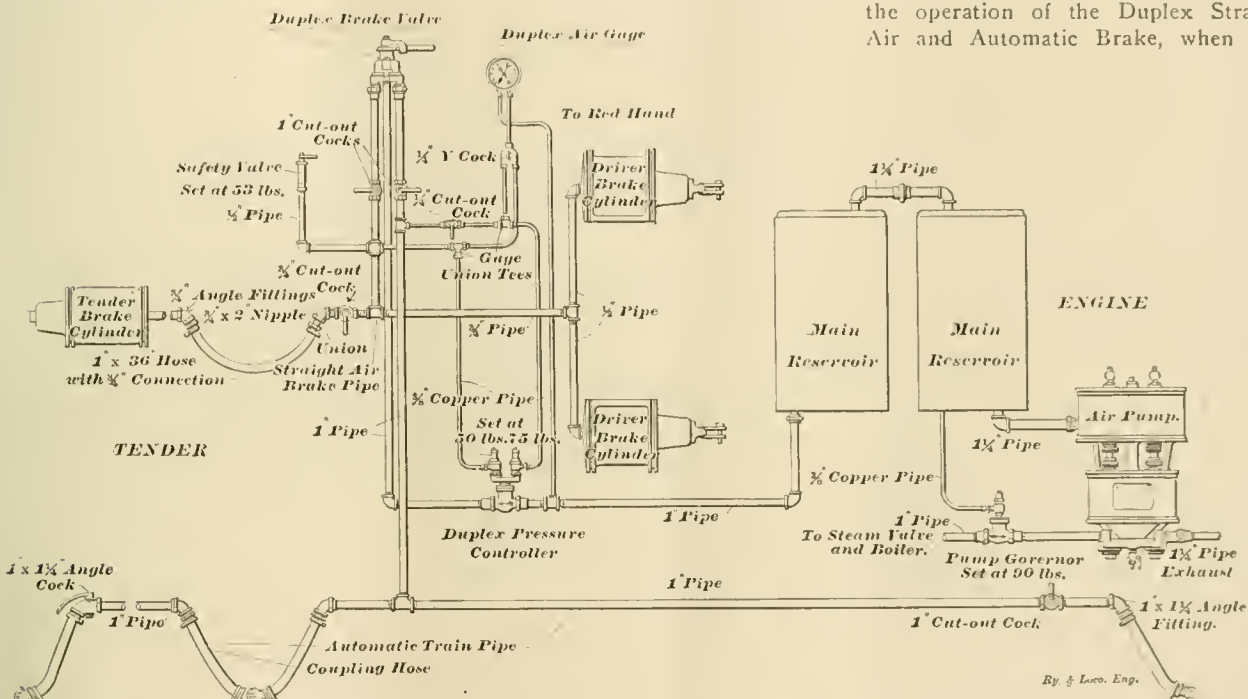 the operation of the Duplex Stra
Air and Automatic Brake, when
Duplex Brake Valve
Duplex Air Gage
1" Cut-out
Cocks
To Red Hand
Safety Valve
Set at 53 lbs.
½" Pipe
¼" Y Cock
¼" Cut-out
Cock
Driver
Brake
Cylinder
1¼" Pipe
Gage
Union Tees
¾" Cut-out
Cock
¾" Angle Fittings
¾" x 2" Nipple
Tender
Brake
Cylinder
Union
1" x 36" Hose
with ¾" Connection
Straight Air
Brake Pipe
¾" Pipe
½" Pipe
Main
Reservoir
Main
Reservoir
ENGINE
⅜" Copper Pipe
Set at
50 lbs. 75 lbs.
Driver
Brake
Cylinder
Air Pump.
1" Pipe
1¼" Pipe
TENDER
⅜" Copper Pipe
Duplex Pressure
Controller
1" Pipe
1" Pipe
To Steam Valve
and Boiler.
Pump Governor
Set at 90 lbs.
1¼" Pipe
Exhaust
1 x 1¼" Angle
Cock
1" Pipe
1" Pipe
1" Cut-out Cock
1" x 1¼ Angle
Fitting.
Automatic Train Pipe
Coupling Hose
Ry. & Loco. Eng.